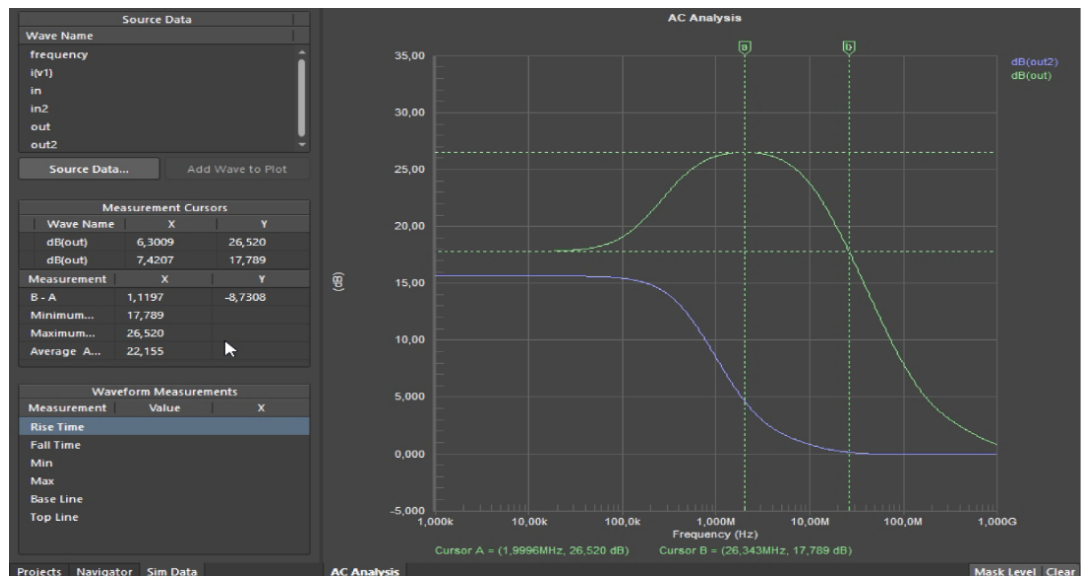 Source Data
Wave Name
frequency
i(v1)
in
in2
out
out2
Source Data... Add Wave to Plot
Measurement Cursors
Wave Name X Y
dB(out) 6,3009 26,520
dB(out) 7,4207 17,789
Measurement X Y
B - A 1,1197 -8,7308
Minimum... 17,789
Maximum... 26,520
Average A... 22,155
Waveform Measurements
Measurement Value X
Rise Time
Fall Time
Min
Max
Base Line
Top Line
Projects Navigator Sim Data
AC Analysis
dB(out2)
dB(out)
35,00
30,00
25,00
20,00
15,00
10,00
5,000
0,000
-5,000
(dB)
1,000k 10,00k 100,0k 1,000M 10,00M 100,0M 1,000G
Frequency (Hz)
Cursor A = (1,9996MHz, 26,520 dB) Cursor B = (26,343MHz, 17,789 dB)
AC Analysis
Mask Level Clear